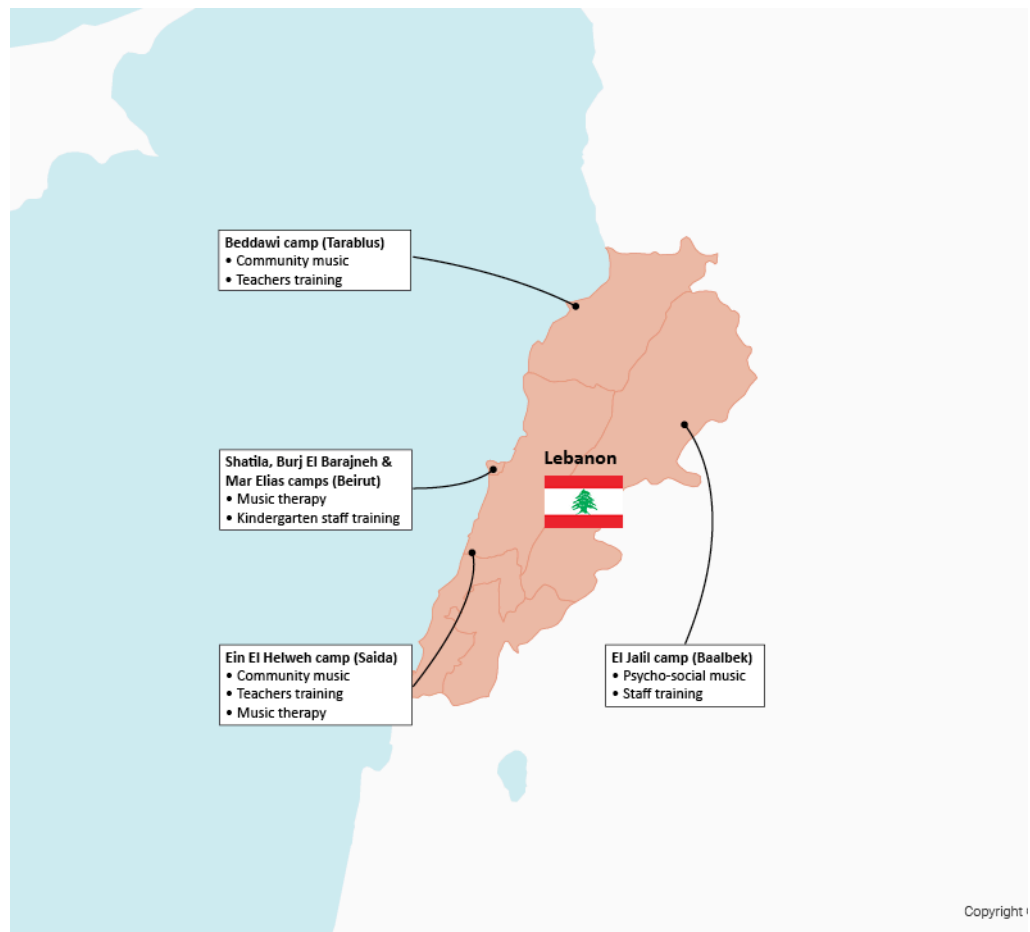 Beddawi camp (Tarablus)
• Community music
• Teachers training
Shatila, Burj El Barajneh &
Mar Elias camps (Beirut)
• Music therapy
• Kindergarten staff training
Lebanon
Ein El Helweh camp (Saida)
• Community music
• Teachers training
• Music therapy
El Jalil camp (Baalbek)
• Psycho-social music
• Staff training
Copyright ©